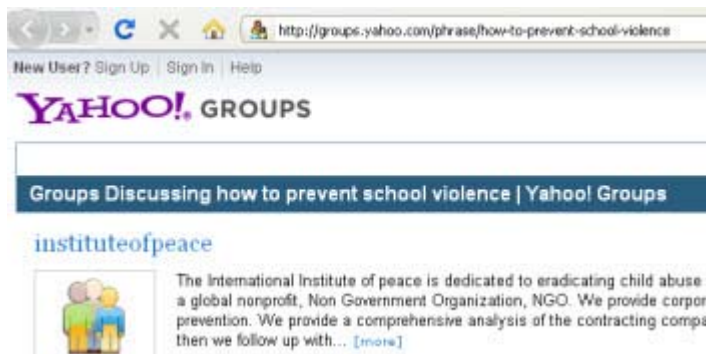 http://groups.yahoo.com/phrase/how-to-prevent-school-violence
New User? Sign Up Sign In Help
YAHOO! GROUPS
Groups Discussing how to prevent school violence | Yahoo! Groups
instituteofpeace
The International Institute of peace is dedicated to eradicating child abuse
a global nonprofit, Non Government Organization, NGO. We provide corpor
prevention. We provide a comprehensive analysis of the contracting compa
then we follow up with... [more]